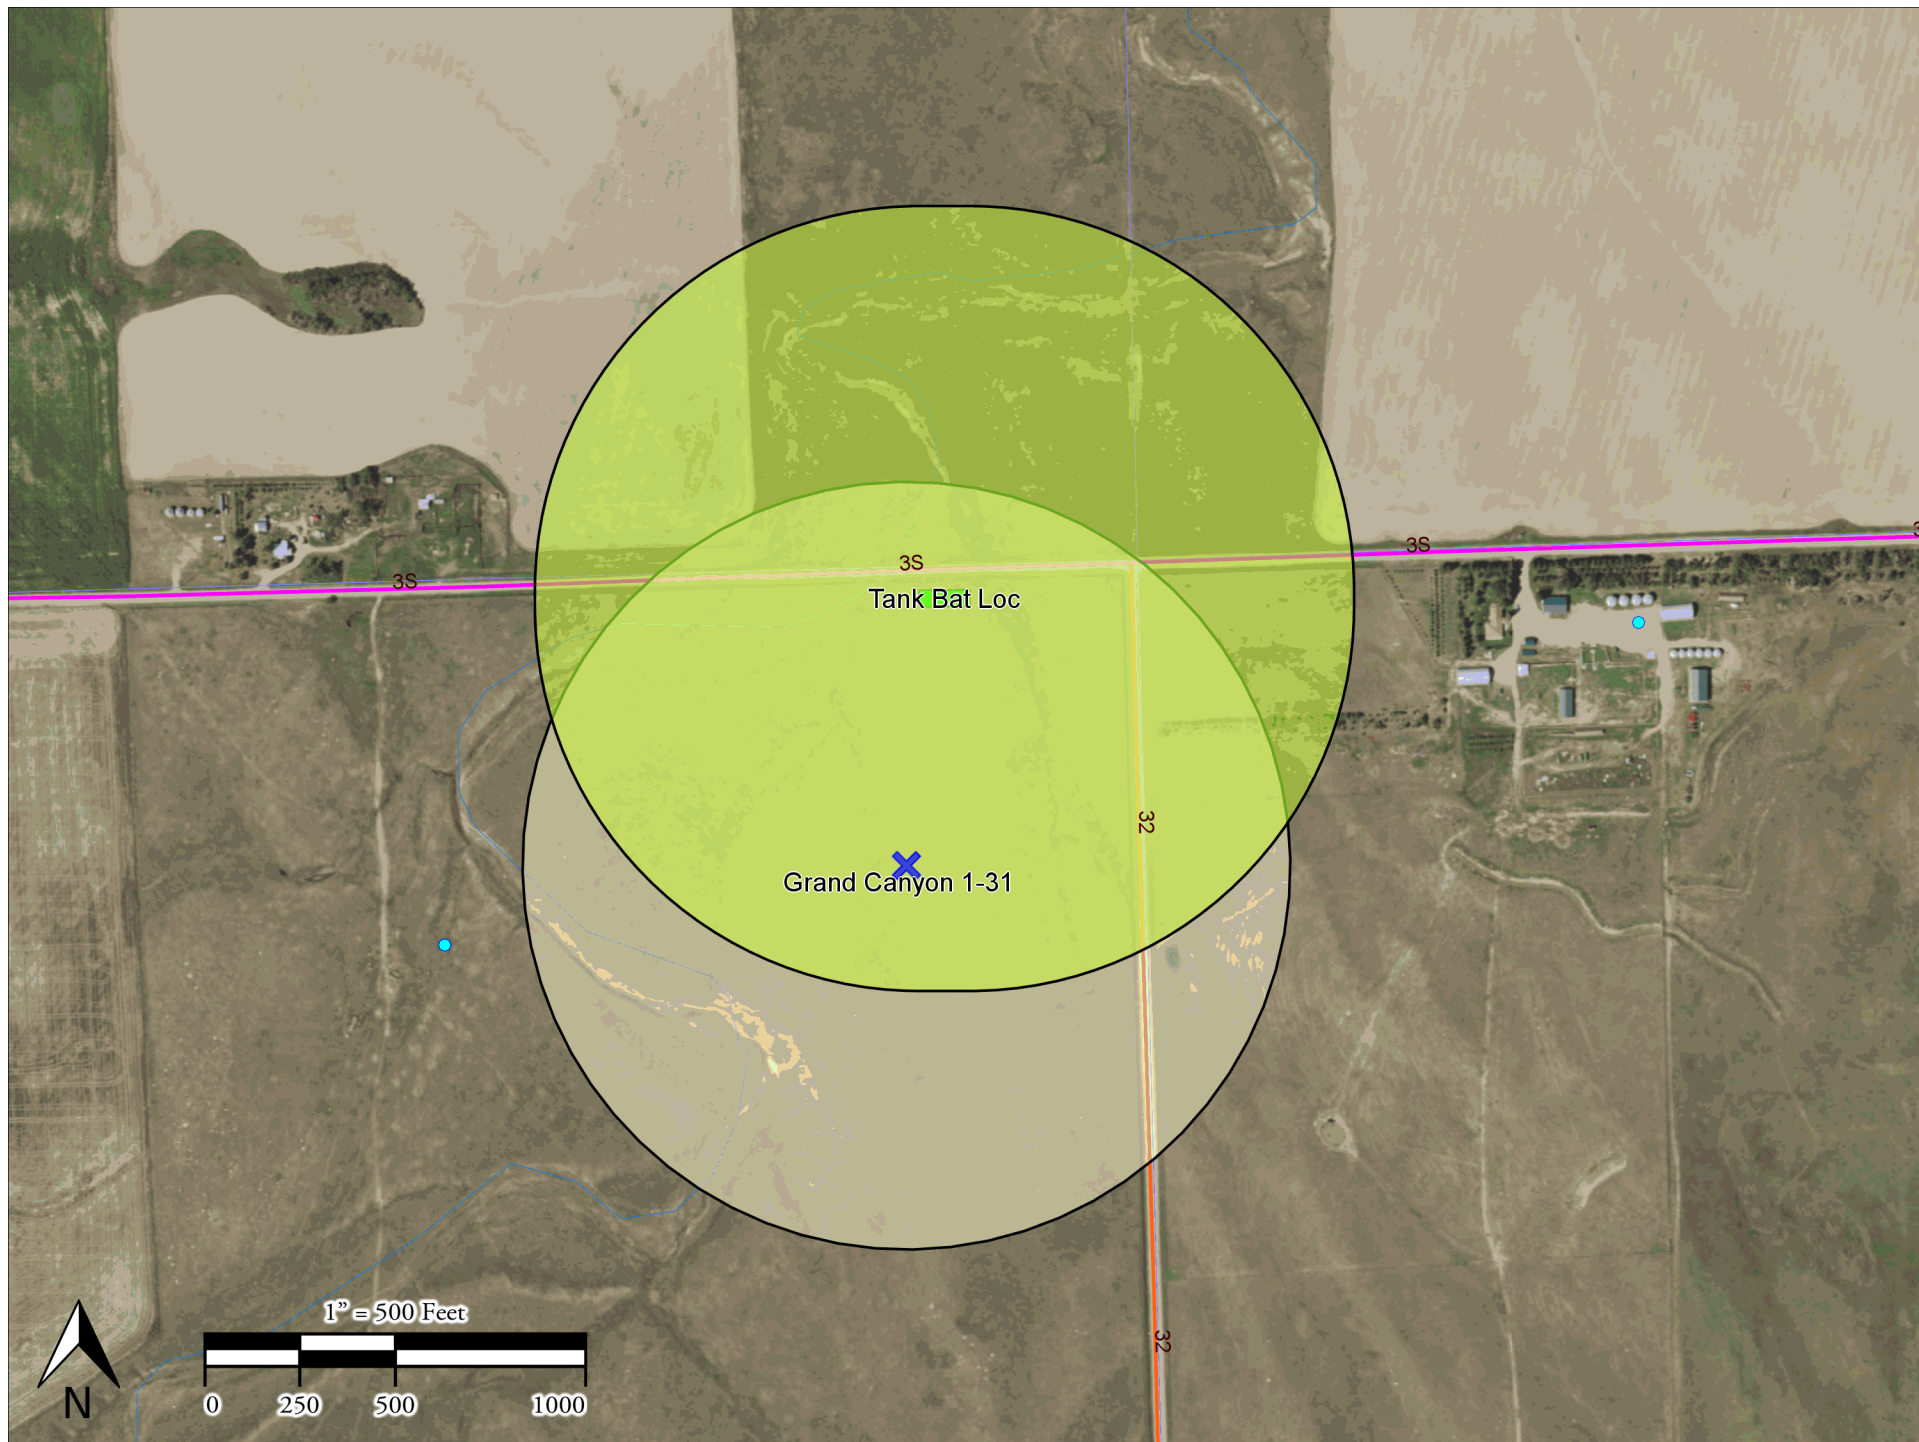 3S
3S
3S
3
Tank Bat Loc
32
Grand Canyon 1-31
32
1” = 500 Feet
0 250 500 1000
N